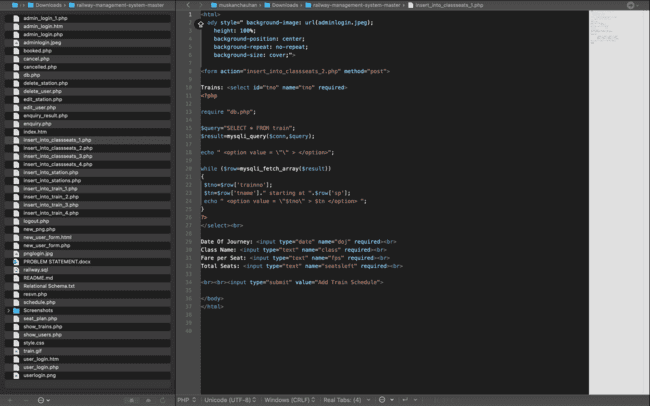 Downloads
railway-management-system-master
admin_login_1.php
admin_login.htm
admin_login.php
adminlogin.jpeg
booked.php
cancel.php
cancelled.php
db.php
delete_station.php
delete_user.php
edit_station.php
edit_user.php
enquiry_result.php
enquiry.php
index.htm
insert_into_classseats_1.php
insert_into_classseats_2.php
insert_into_classseats_3.php
insert_into_classseats_4.php
insert_into_station.php
insert_into_stations.php
insert_into_train_1.php
insert_into_train_2.php
insert_into_train_3.php
insert_into_train_4.php
logout.php
new_png.php
new_user_form.html
new_user_form.php
pnglogin.jpg
PROBLEM STATEMENT.docs
railway.sql
README.md
Relational Schema.txt
resvn.php
schedule.php
Screenshots
seat_plan.php
show_trains.php
show_users.php
style.css
train.gif
user_login.htm
user_login.php
userlogin.png
muskanchauhan
Downloads
railway-management-system-master
insert_into_classseats_1.php
<html>
ody style=" background-image: url(adminlogin.jpeg);
height: 100%;
background-position: center;
background-repeat: no-repeat;
background-size: cover;">
<form action="insert_into_classseats_2.php" method="post">
Trains: <select id="tno" name="tno" required>
<?php
require "db.php";
$query="SELECT * FROM train";
$result=mysqli_query($conn,$query);
echo " <option value = \"\" > </option>";
while ($row=mysqli_fetch_array($result))
{
$tno=$row['trainno'];
$tn=$row['tname']." starting at ".$row['sp'];
echo " <option value = \"$tno\" > $tn </option> ";
}
?>
</select><br>
Date Of Journey: <input type="date" name="doj" required><br>
Class Name: <input type="text" name="class" required><br>
Fare per Seat: <input type="text" name="fps" required><br>
Total Seats: <input type="text" name="seatsleft" required><br>
<br><br><input type="submit" value="Add Train Schedule">
</body>
</html>
PHP
Unicode (UTF-8)
Windows (CRLF)
Real Tabs: (4)